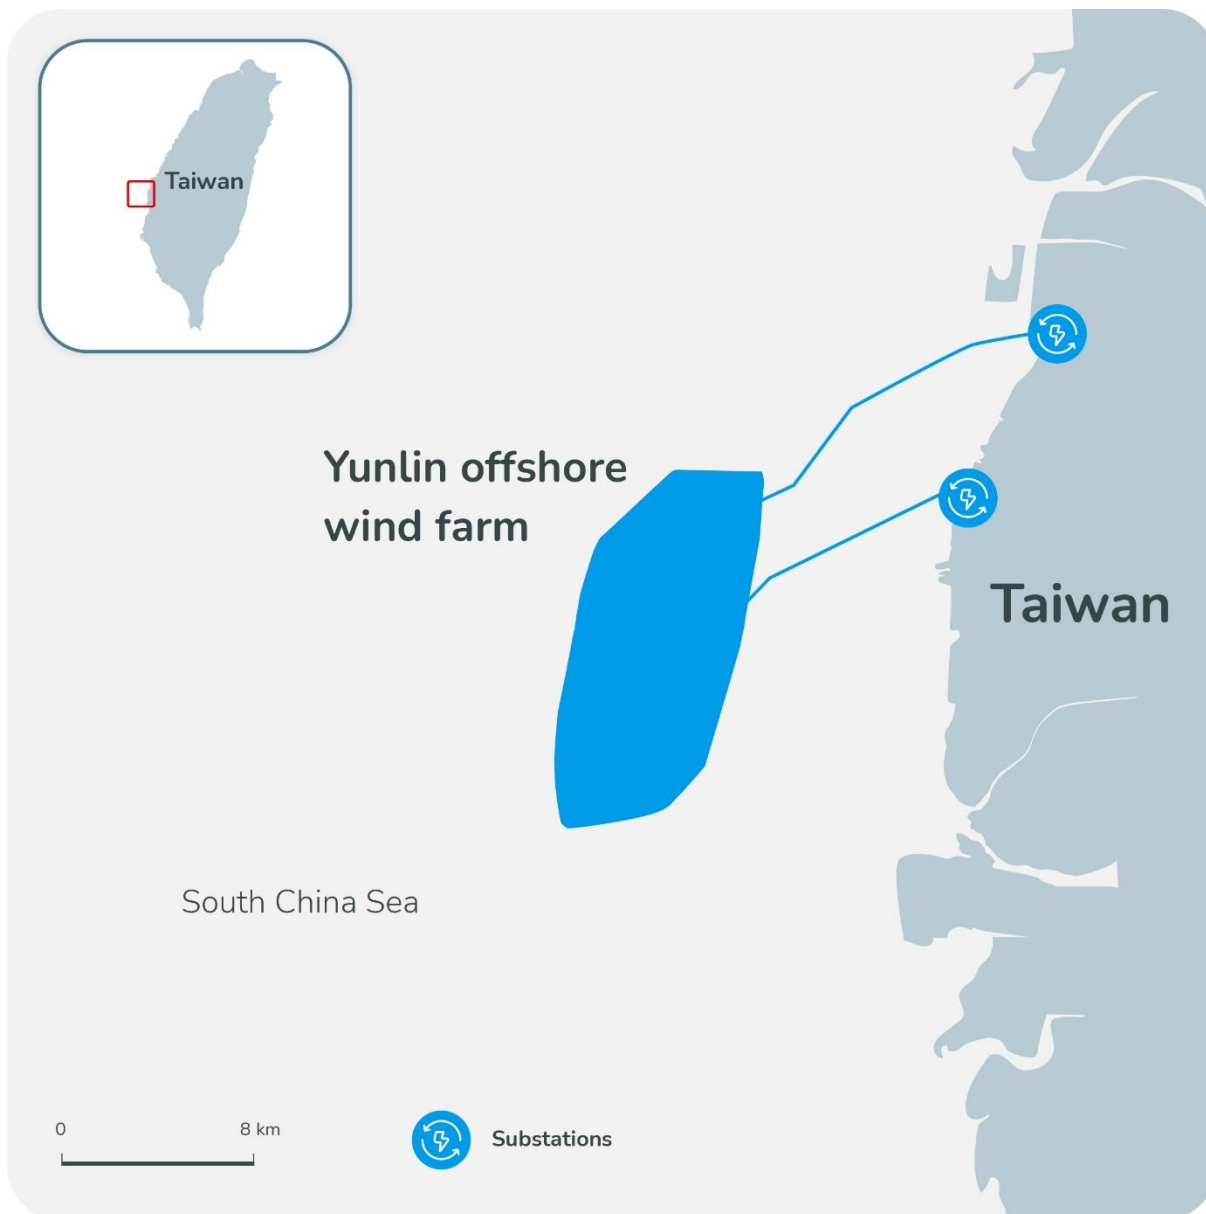 Taiwan
Yunlin offshore
wind farm
Taiwan
South China Sea
0 8 km
Substations